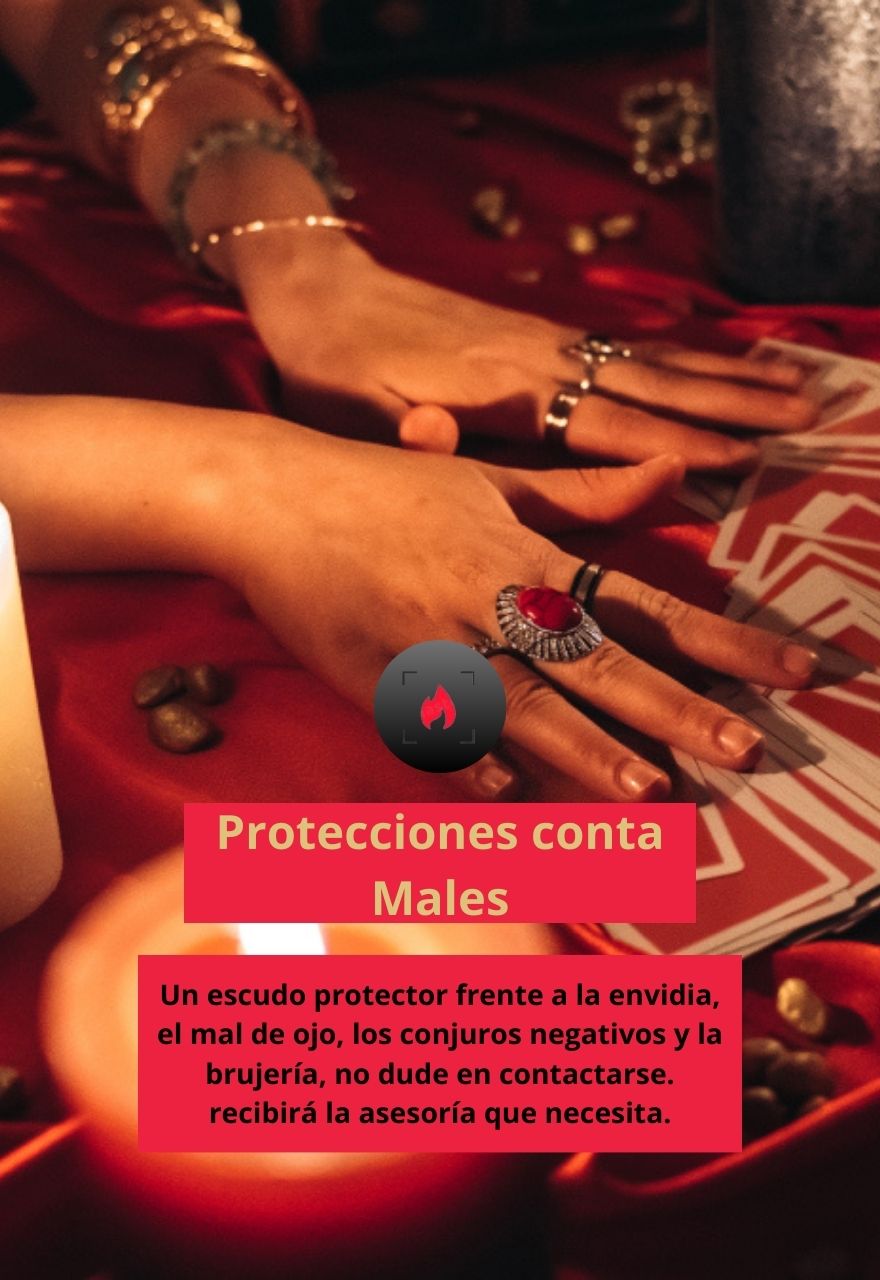 Protecciones conta
Males
Un escudo protector frente a la envidia,
el mal de ojo, los conjuros negativos y la
brujería, no dude en contactarse.
recibirá la asesoría que necesita.